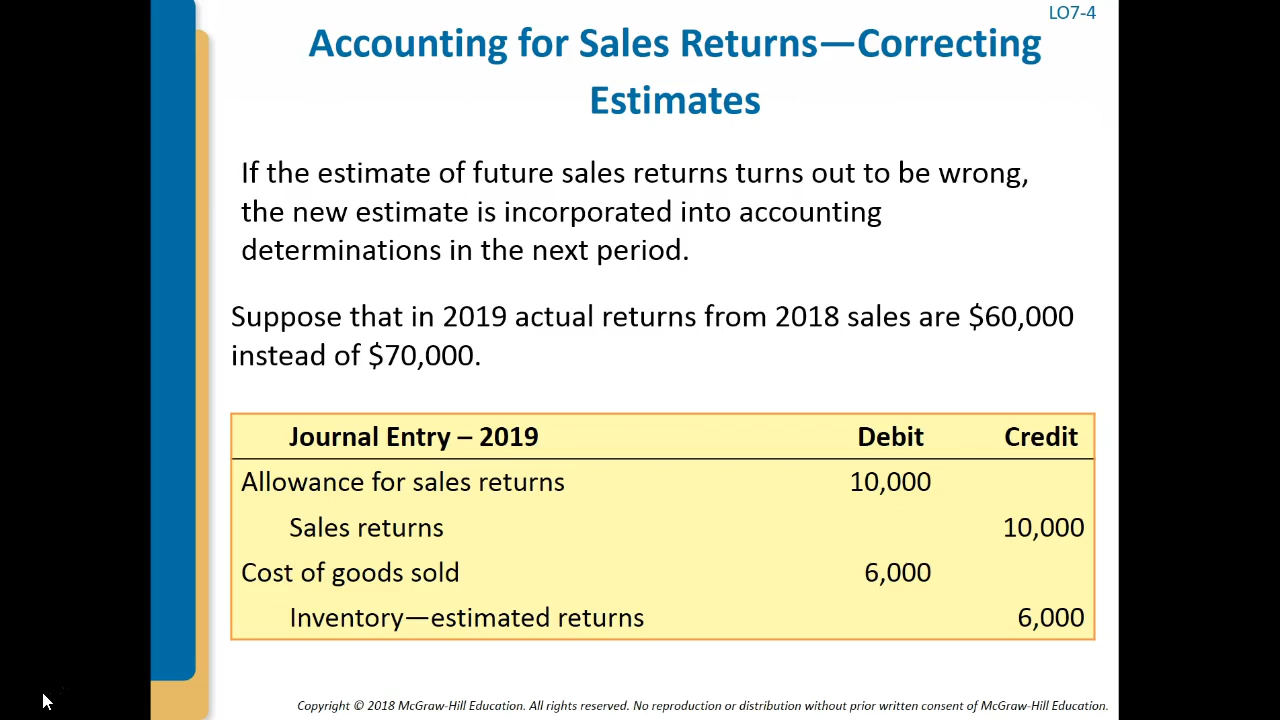 LO7-4
Accounting for Sales Returns—Correcting
Estimates
If the estimate of future sales returns turns out to be wrong,
the new estimate is incorporated into accounting
determinations in the next period.
Suppose that in 2019 actual returns from 2018 sales are $60,000
instead of $70,000.
Journal Entry – 2019 Debit Credit
Allowance for sales returns 10,000
Sales returns 10,000
Cost of goods sold 6,000
Inventory—estimated returns 6,000
Copyright © 2018 McGraw-Hill Education. All rights reserved. No reproduction or distribution without prior written consent of McGraw-Hill Education.